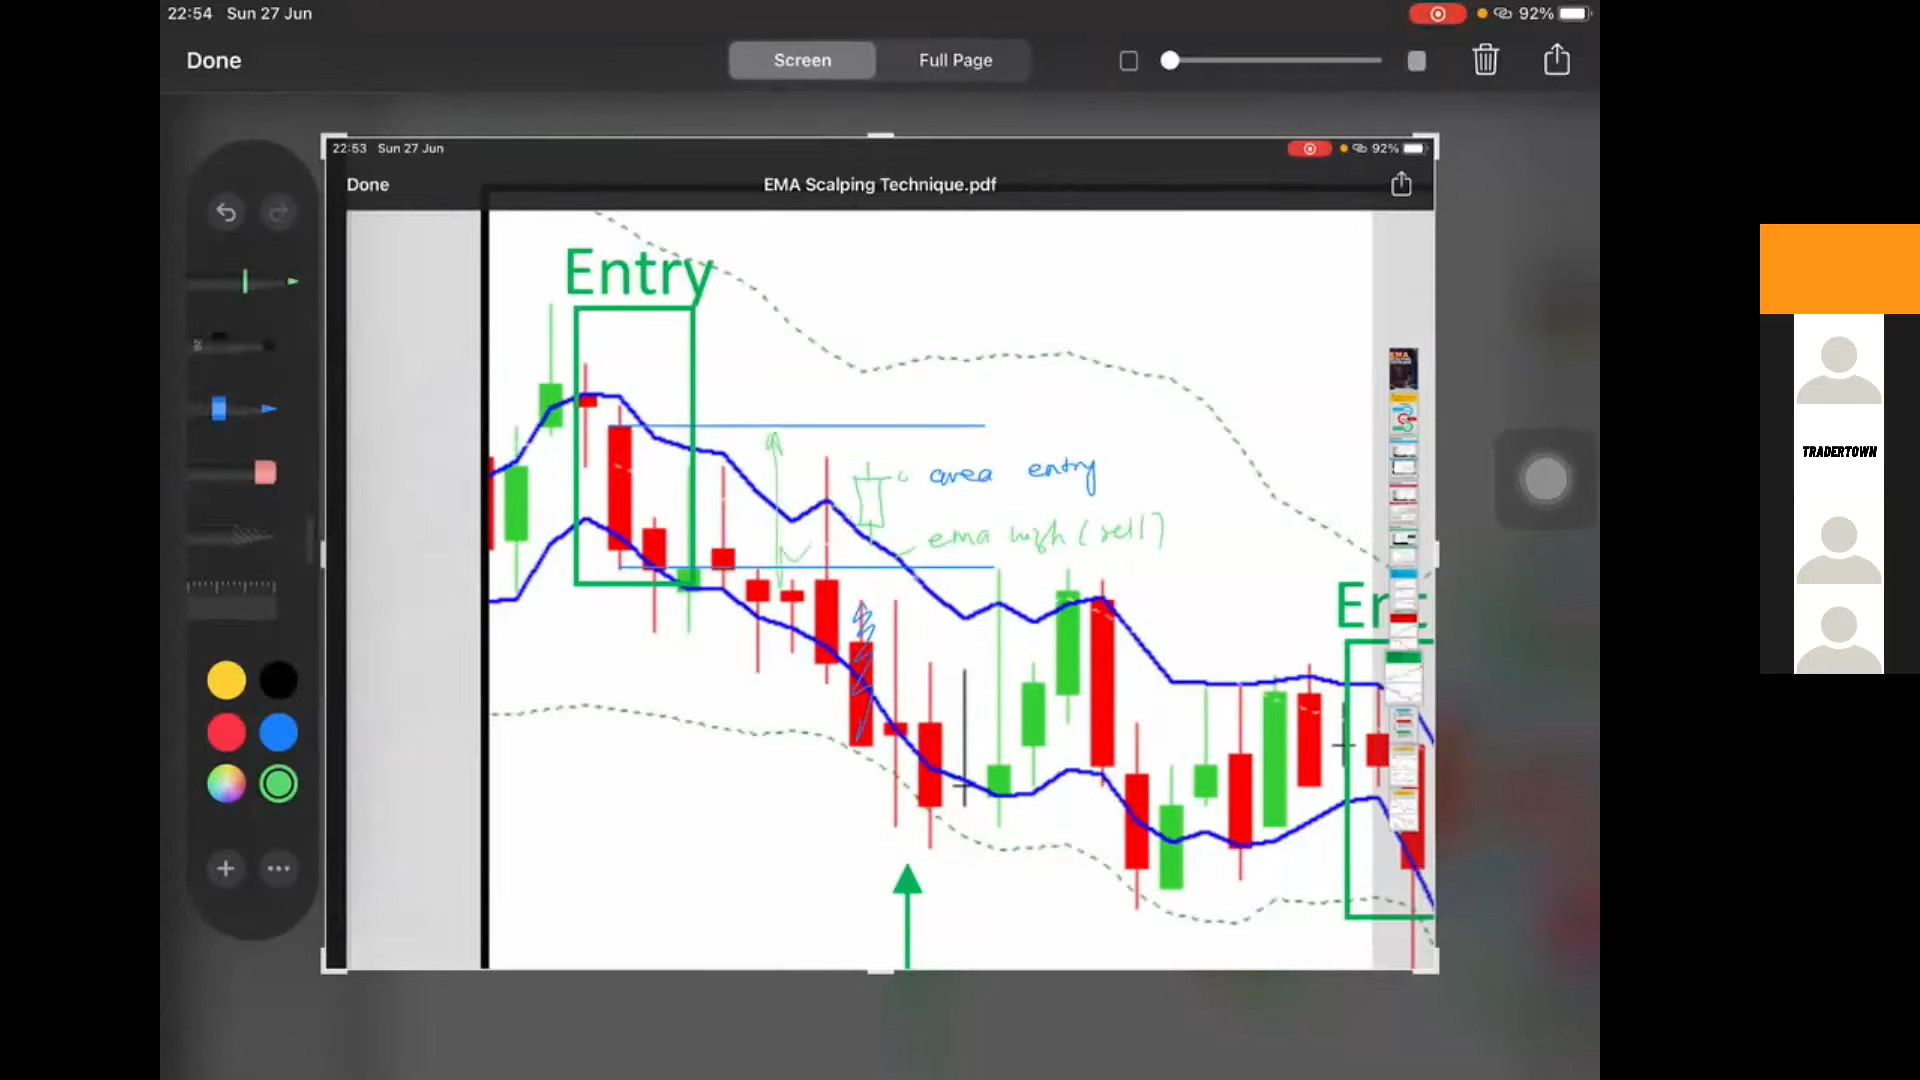 22:54 Sun 27 Jun
92%
Done
Screen
Full Page
22:53 Sun 27 Jun
92%
Done
EMA Scalping Technique.pdf
Entry
area entry
ema high (sell)
TRADERTOWN
20